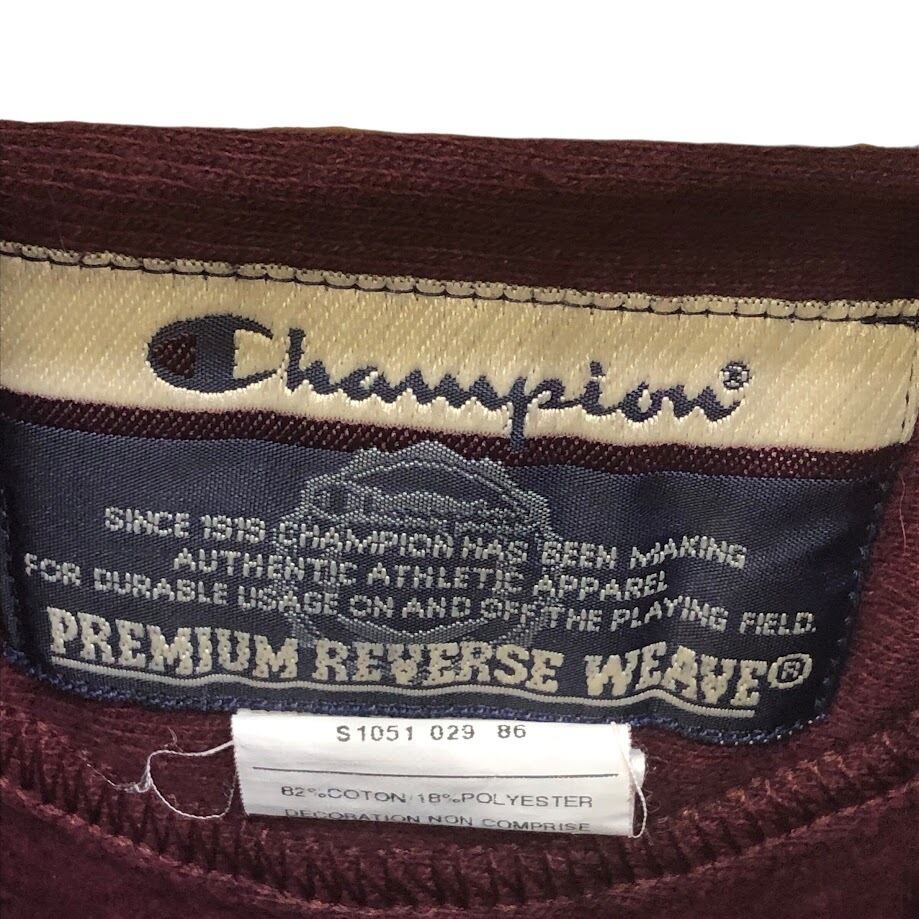 Champion®
SINCE 1919 CHAMPION HAS BEEN MAKING
AUTHENTIC ATHLETIC APPAREL
FOR DURABLE USAGE ON AND OFF THE PLAYING FIELD.
PREMIUM REVERSE WEAVE®
S1051 029 86
82% COTON/18% POLYESTER
DECORATION NON COMPRISE